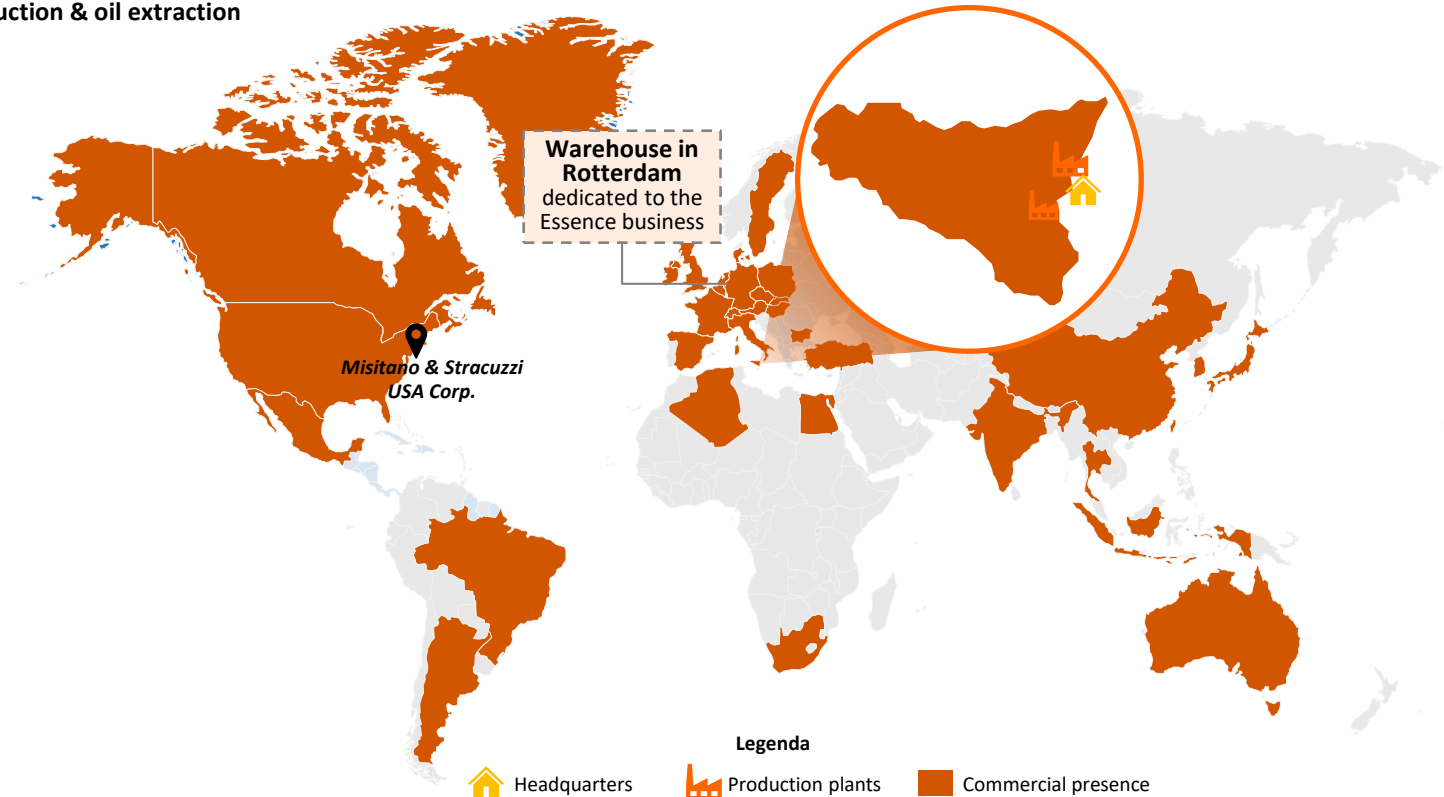 uction & oil extraction
Warehouse in
Rotterdam
dedicated to the
Essence business
Misitano & Stracuzzi
USA Corp.
Legenda
Headquarters
Production plants
Commercial presence